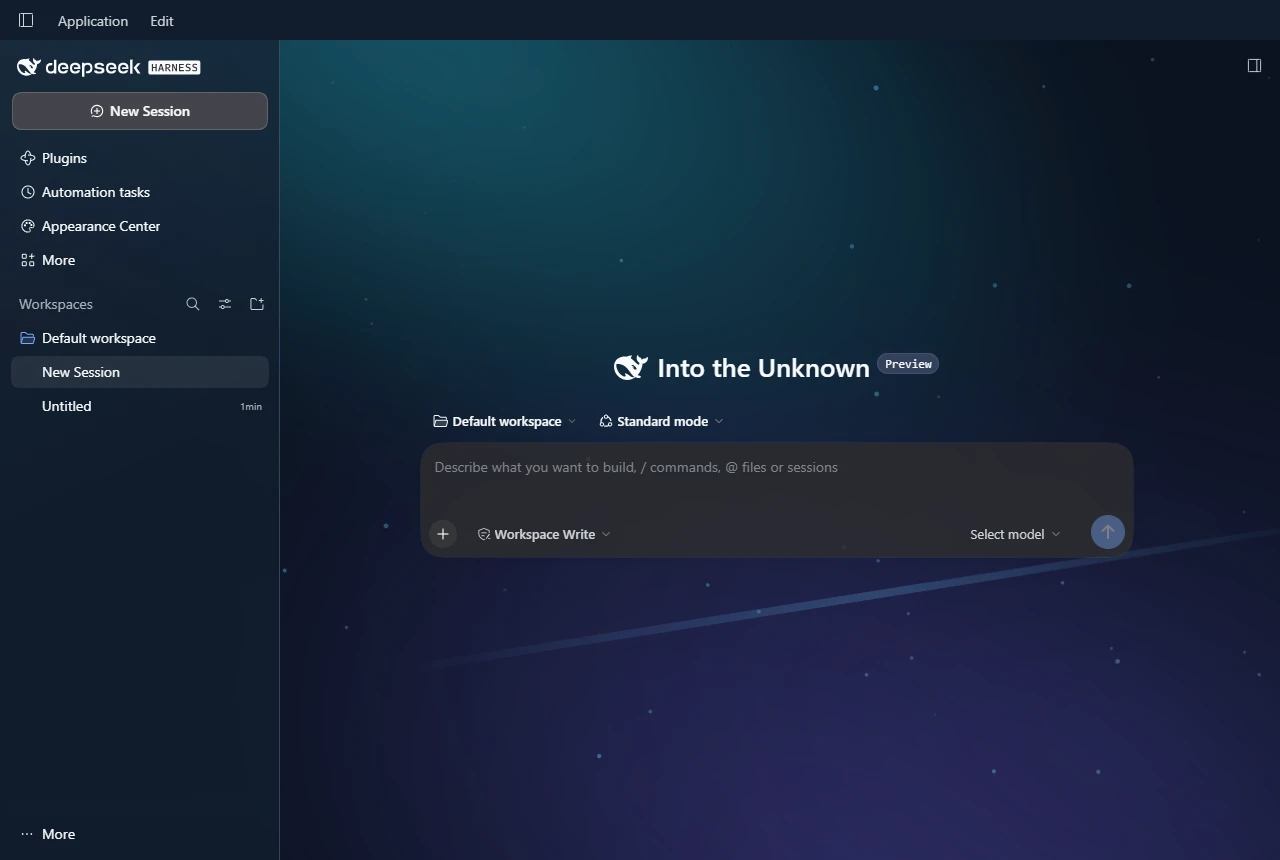 Application Edit
deepseek HARNESS
New Session
Plugins
Automation tasks
Appearance Center
More
Workspaces
Default workspace
New Session
Untitled 1min
More
Into the Unknown Preview
Default workspace Standard mode
Describe what you want to build, / commands, @ files or sessions
Workspace Write Select model